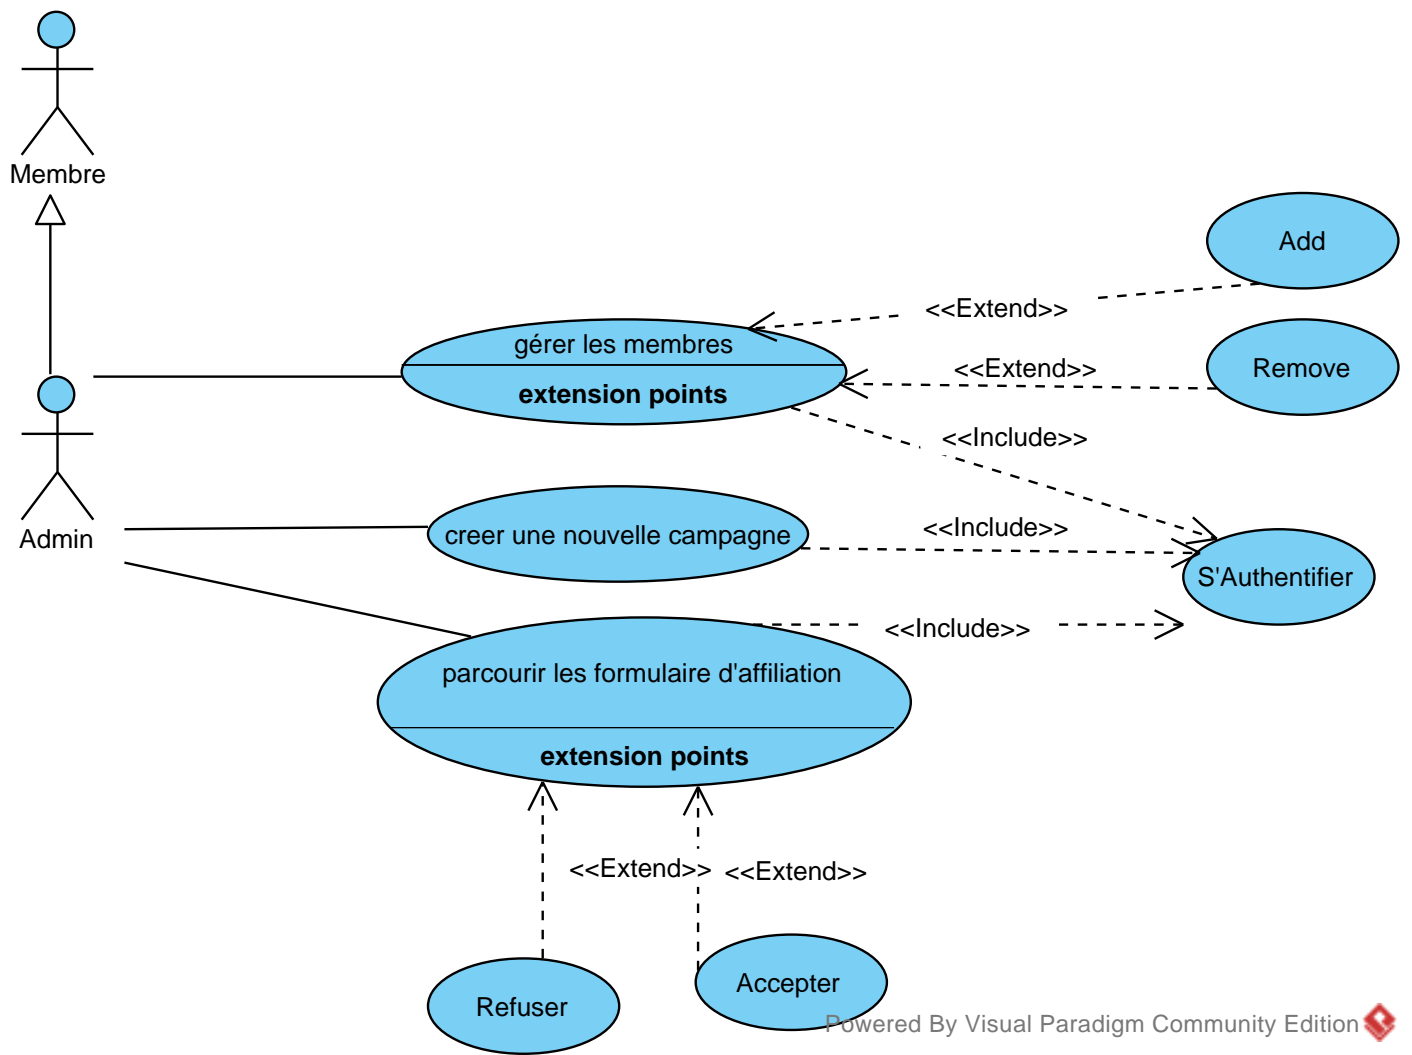 Membre
Add
<<Extend>>
gérer les membres
<<Extend>>
Remove
extension points
<<Include>>
Admin
creer une nouvelle campagne
<<Include>>
S'Authentifier
<<Include>>
parcourir les formulaire d'affiliation
extension points
<<Extend>>
<<Extend>>
Refuser
Accepter
Powered By Visual Paradigm Community Edition